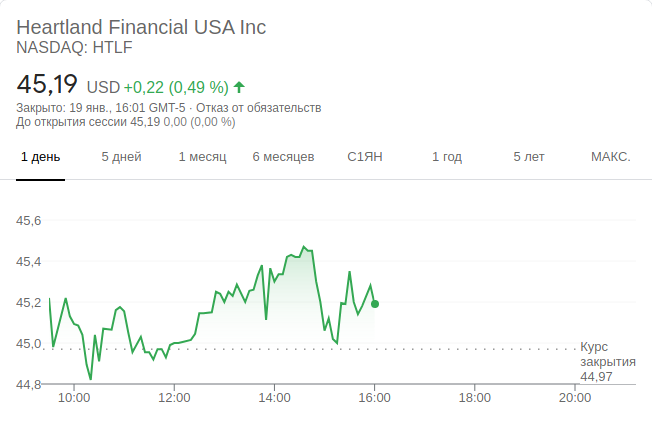 Heartland Financial USA Inc
NASDAQ: HTLF
45,19 USD +0,22 (0,49 %)
Закрыто: 19 янв., 16:01 GMT-5 · Отказ от обязательств
До открытия сессии 45,19 0,00 (0,00 %)
1 день 5 дней 1 месяц 6 месяцев С1ЯН 1 год 5 лет МАКС.
45,6
45,4
45,2
45,0
Курс
закрытия
44,97
44,8
10:00 12:00 14:00 16:00 18:00 20:00